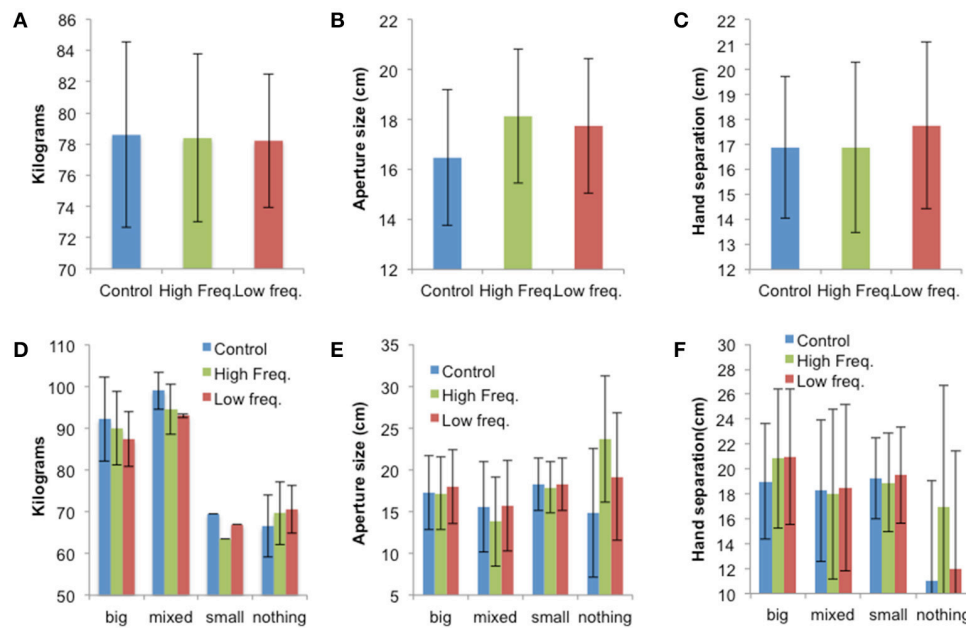 A
Kilograms
86
84
82
80
78
76
74
72
70
Control High Freq. Low freq.
B
Aperture size (cm)
22
20
18
16
14
12
Control High Freq. Low freq.
C
Hand separation (cm)
22
21
20
19
18
17
16
15
14
13
12
Control High Freq. Low freq.
D
Kilograms
110
100
90
80
70
60
50
Control
High Freq.
Low freq.
big mixed small nothing
E
Aperture size (cm)
35
30
25
20
15
10
5
Control
High Freq.
Low freq.
big mixed small nothing
F
Hand separation(cm)
30
28
26
24
22
20
18
16
14
12
10
Control
High Freq.
Low freq.
big mixed small nothing